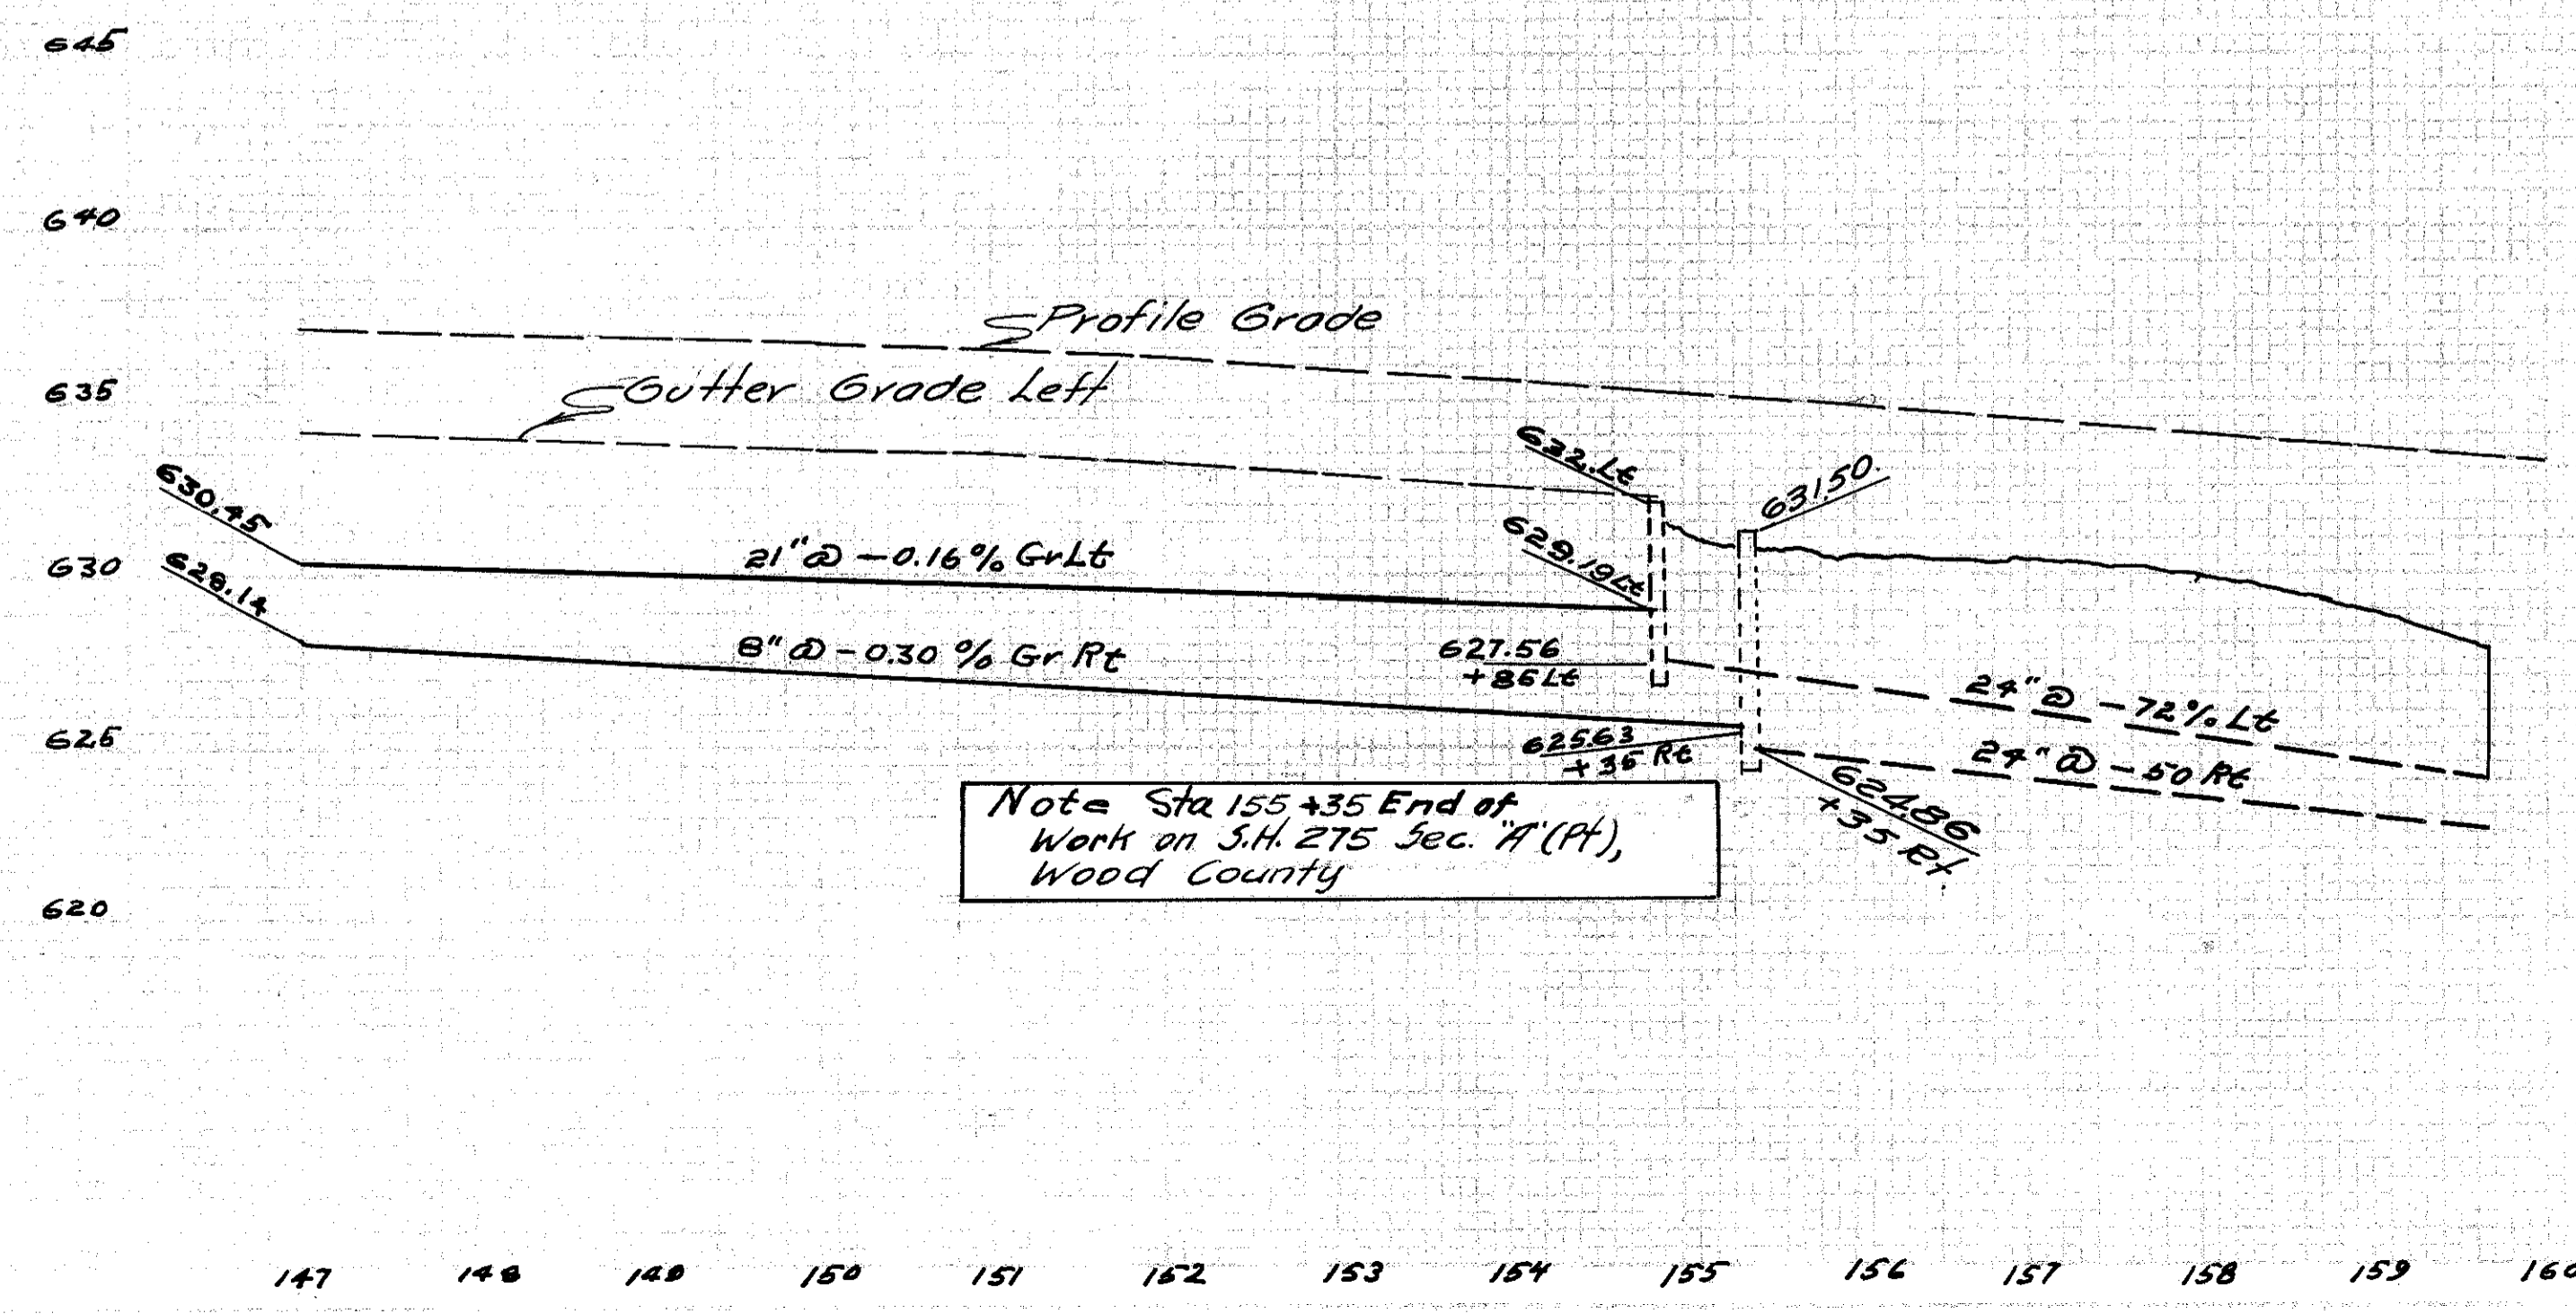 645
640
635
630
625
620
Profile Grade
Gutter Grade Left
630.45
628.14
21" @ -0.16% Gr Lt
8" @ -0.30 % Gr Rt
632. Lt
629.19 Lt
631.50
627.56
+86 Lt
625.63
+35 Rt
24" @ -72% Lt
24" @ -50 Rt
624.86
+35 Rt
Note Sta 155 +35 End of
Work on S.H. 275 Sec. "A" (Pt),
Wood County
147 148 149 150 151 152 153 154 155 156 157 158 159 160